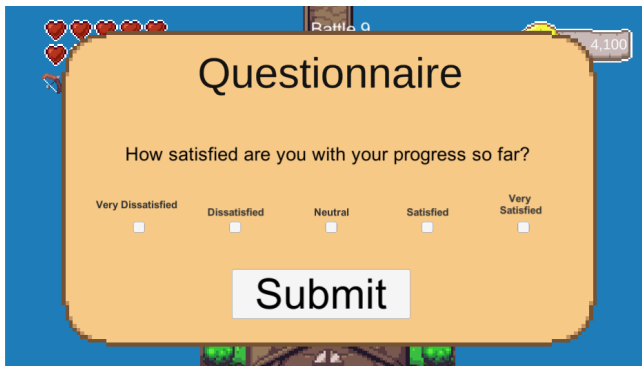 Battle 9
4,100
Questionnaire
How satisfied are you with your progress so far?
Very Dissatisfied
Dissatisfied
Neutral
Satisfied
Very
Satisfied
Submit